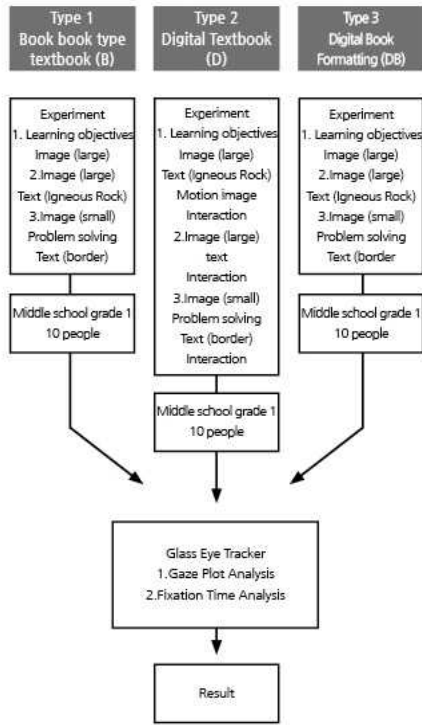 Type 1
Book book type
textbook (B)
Type 2
Digital Textbook
(D)
Type 3
Digital Book
Formatting (DB)
Experiment
1. Learning objectives
Image (large)
2.Image (large)
Text (Igneous Rock)
3.Image (small)
Problem solving
Text (border)
Experiment
1. Learning objectives
Image (large)
Text (Igneous Rock)
Motion image
Interaction
2.Image (large)
text
Interaction
3.Image (small)
Problem solving
Text (border)
Interaction
Experiment
1. Learning objectives
Image (large)
2.Image (large)
Text (Igneous Rock)
3.Image (small)
Problem solving
Text (border
Middle school grade 1
10 people
Middle school grade 1
10 people
Middle school grade 1
10 people
Glass Eye Tracker
1.Gaze Plot Analysis
2.Fixation Time Analysis
Result